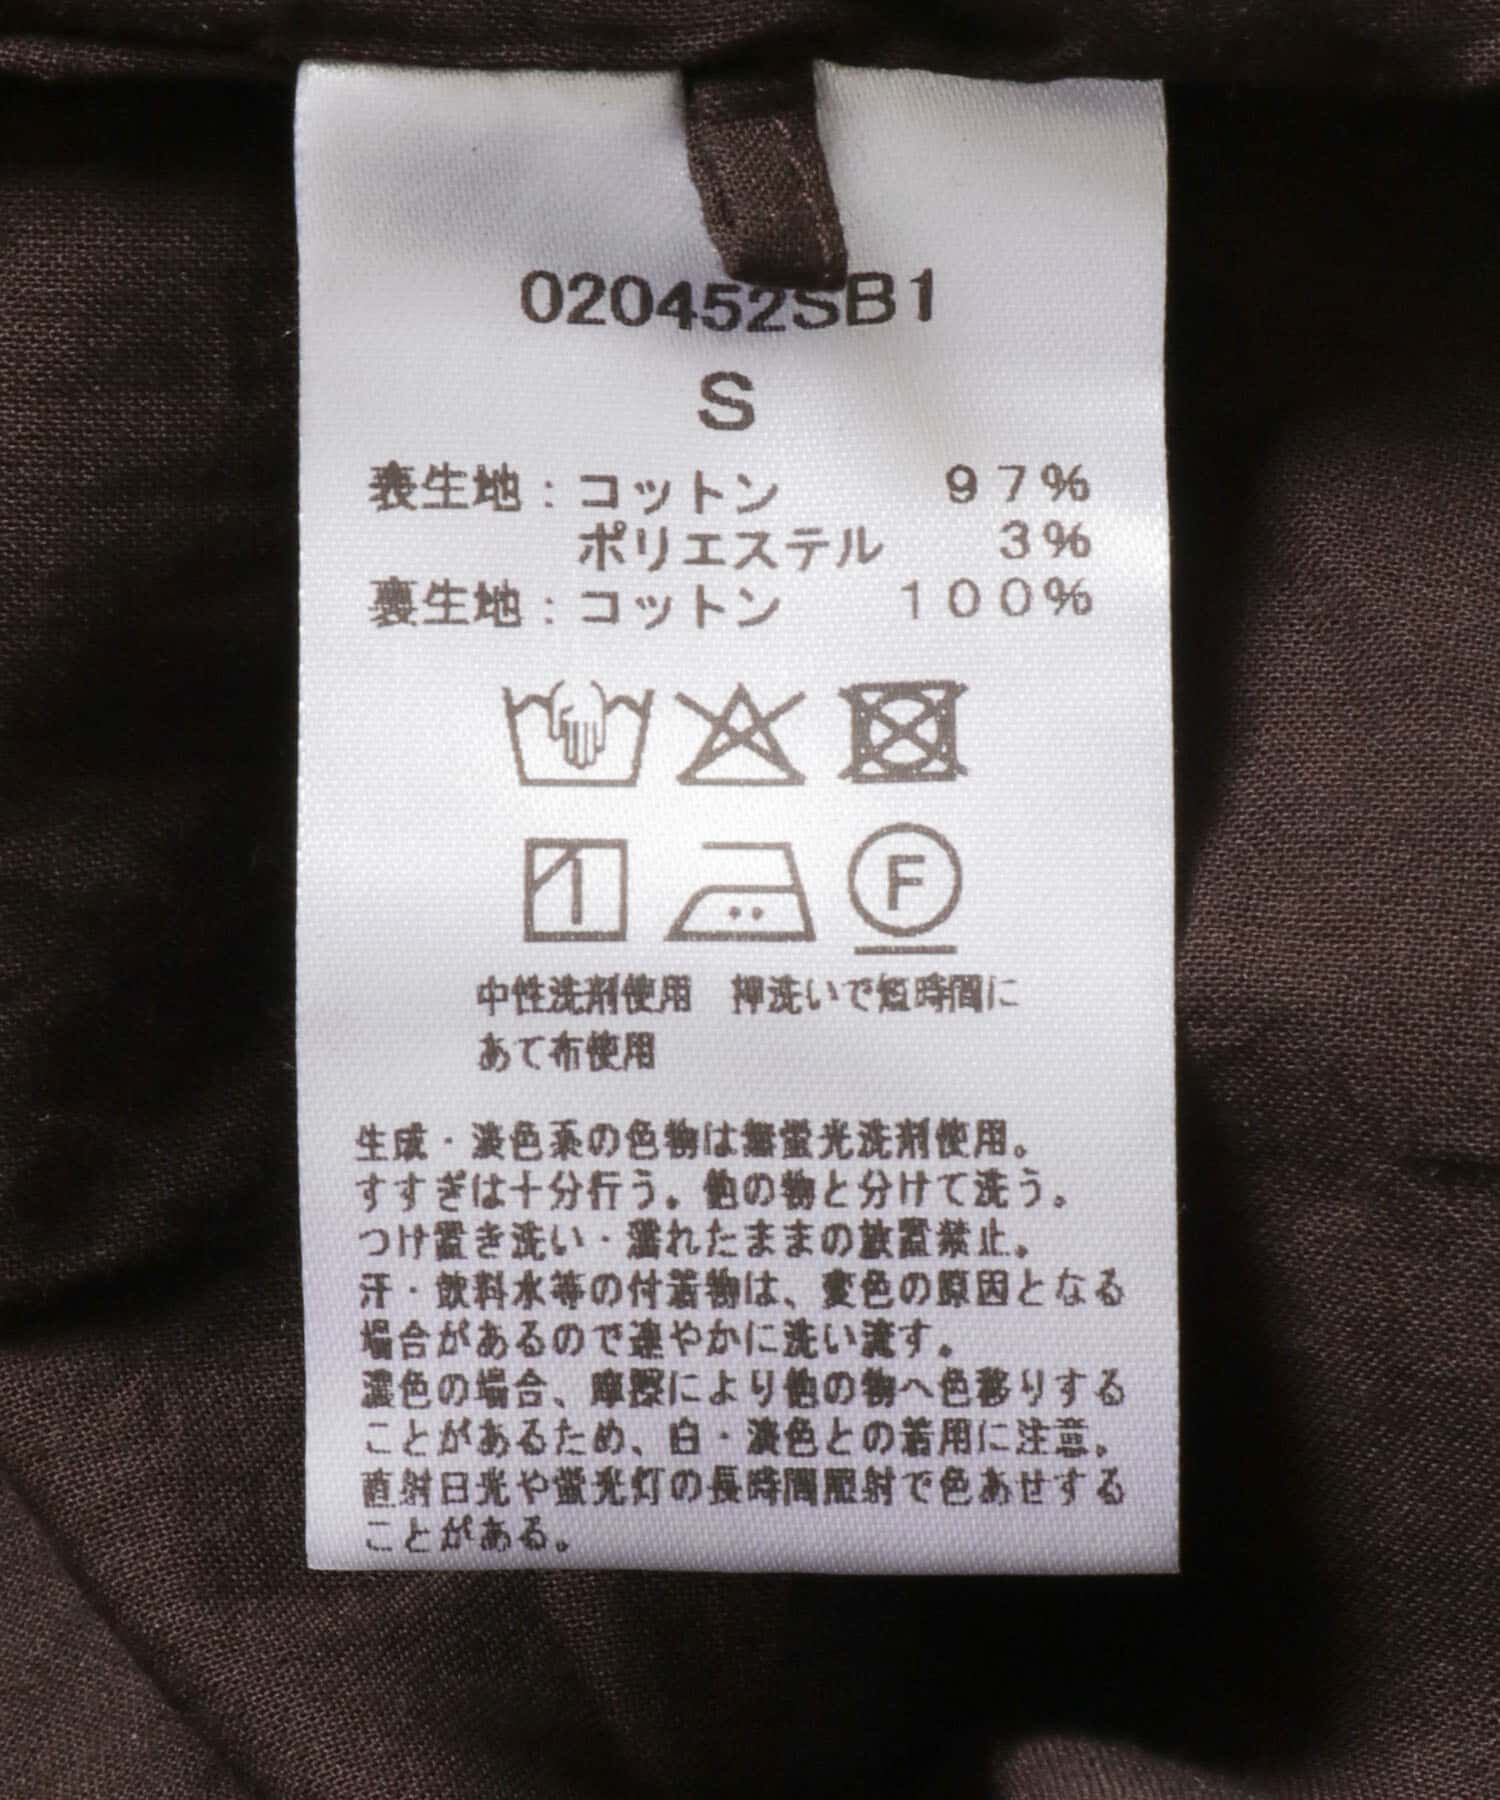 020452SB1
S
表生地：コットン　９７％
ポリエステル　３％
裏生地：コットン　１００％
F
中性洗剤使用　押洗いで短時間に
あて布使用
生成・淡色系の色物は無蛍光洗剤使用。
すすぎは十分行う。他の物と分けて洗う。
つけ置き洗い・濡れたままの放置禁止。
汗・飲料水等の付着物は、変色の原因となる
場合があるので速やかに洗い流す。
濃色の場合、摩擦により他の物へ色移りする
ことがあるため、白・淡色との着用に注意。
直射日光や蛍光灯の長時間照射で色あせする
ことがある。